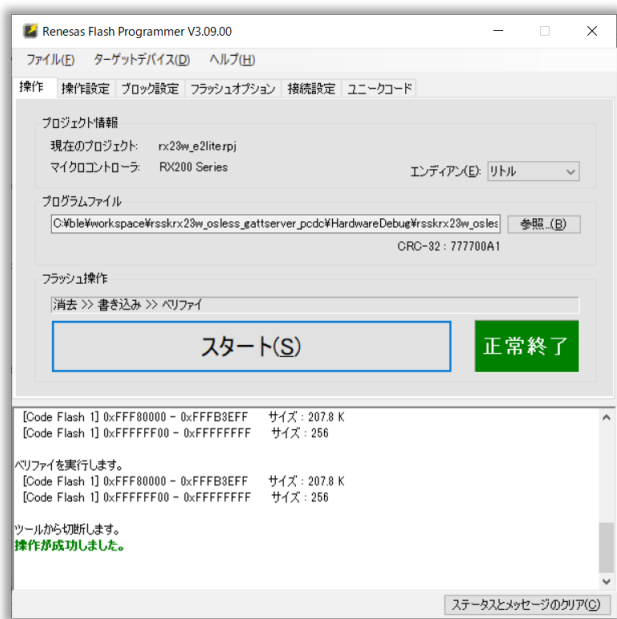 Renesas Flash Programmer V3.09.00
ファイル(F) ターゲットデバイス(D) ヘルプ(H)
操作 操作設定 ブロック設定 フラッシュオプション 接続設定 ユニークコード
プロジェクト情報
現在のプロジェクト: rx23w_e2lite.rpj
マイクロコントローラ: RX200 Series
エンディアン(E): リトル
プログラムファイル
C:¥ble¥workspace¥rsskrx23w_osless_gattserver_pcdc¥HardwareDebug¥rsskrx23w_osles
参照...(B)
CRC-32 : 777700A1
フラッシュ操作
消去 >> 書き込み >> ベリファイ
スタート(S)
正常終了
[Code Flash 1] 0xFFF80000 - 0xFFFB3EFF サイズ : 207.8 K
[Code Flash 1] 0xFFFFFF00 - 0xFFFFFFFF サイズ : 256
ベリファイを実行します。
[Code Flash 1] 0xFFF80000 - 0xFFFB3EFF サイズ : 207.8 K
[Code Flash 1] 0xFFFFFF00 - 0xFFFFFFFF サイズ : 256
ツールから切断します。
操作が成功しました。
ステータスとメッセージのクリア(C)